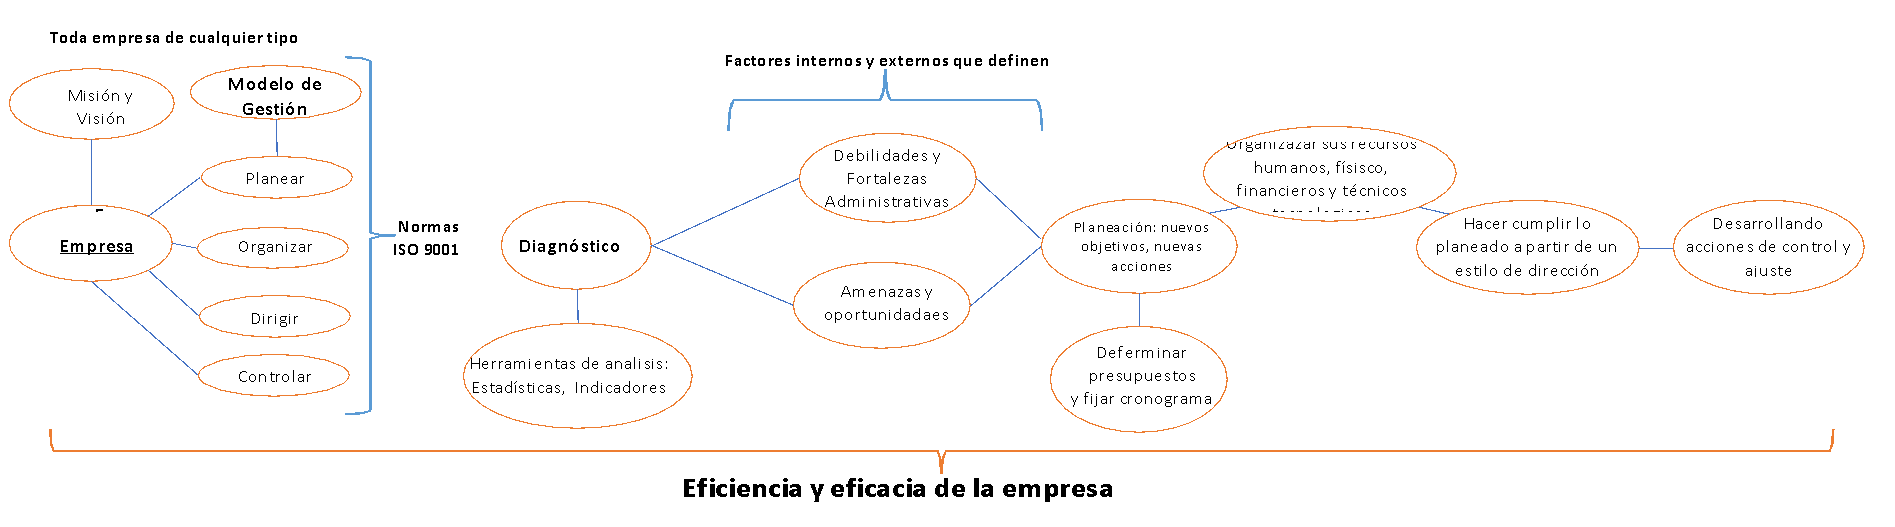 Toda empresa de cualquier tipo
Misión y
Visión
Modelo de
Gestión
Planear
Empresa
Organizar
Dirigir
Controlar
Normas
ISO 9001
Diagnóstico
Herramientas de analisis:
Estadísticas, Indicadores
Factores internos y externos que definen
Debilidades y
Fortalezas
Administrativas
Amenazas y
oportunidadaes
Planeación: nuevos
objetivos, nuevas
acciones
Deferminar
presupuestos
y fijar cronograma
Organizazar sus recursos
humanos, físisco,
financieros y técnicos
Hacer cumplir lo
planeado a partir de un
estilo de dirección
Desarrollando
acciones de control y
ajuste
Eficiencia y eficacia de la empresa